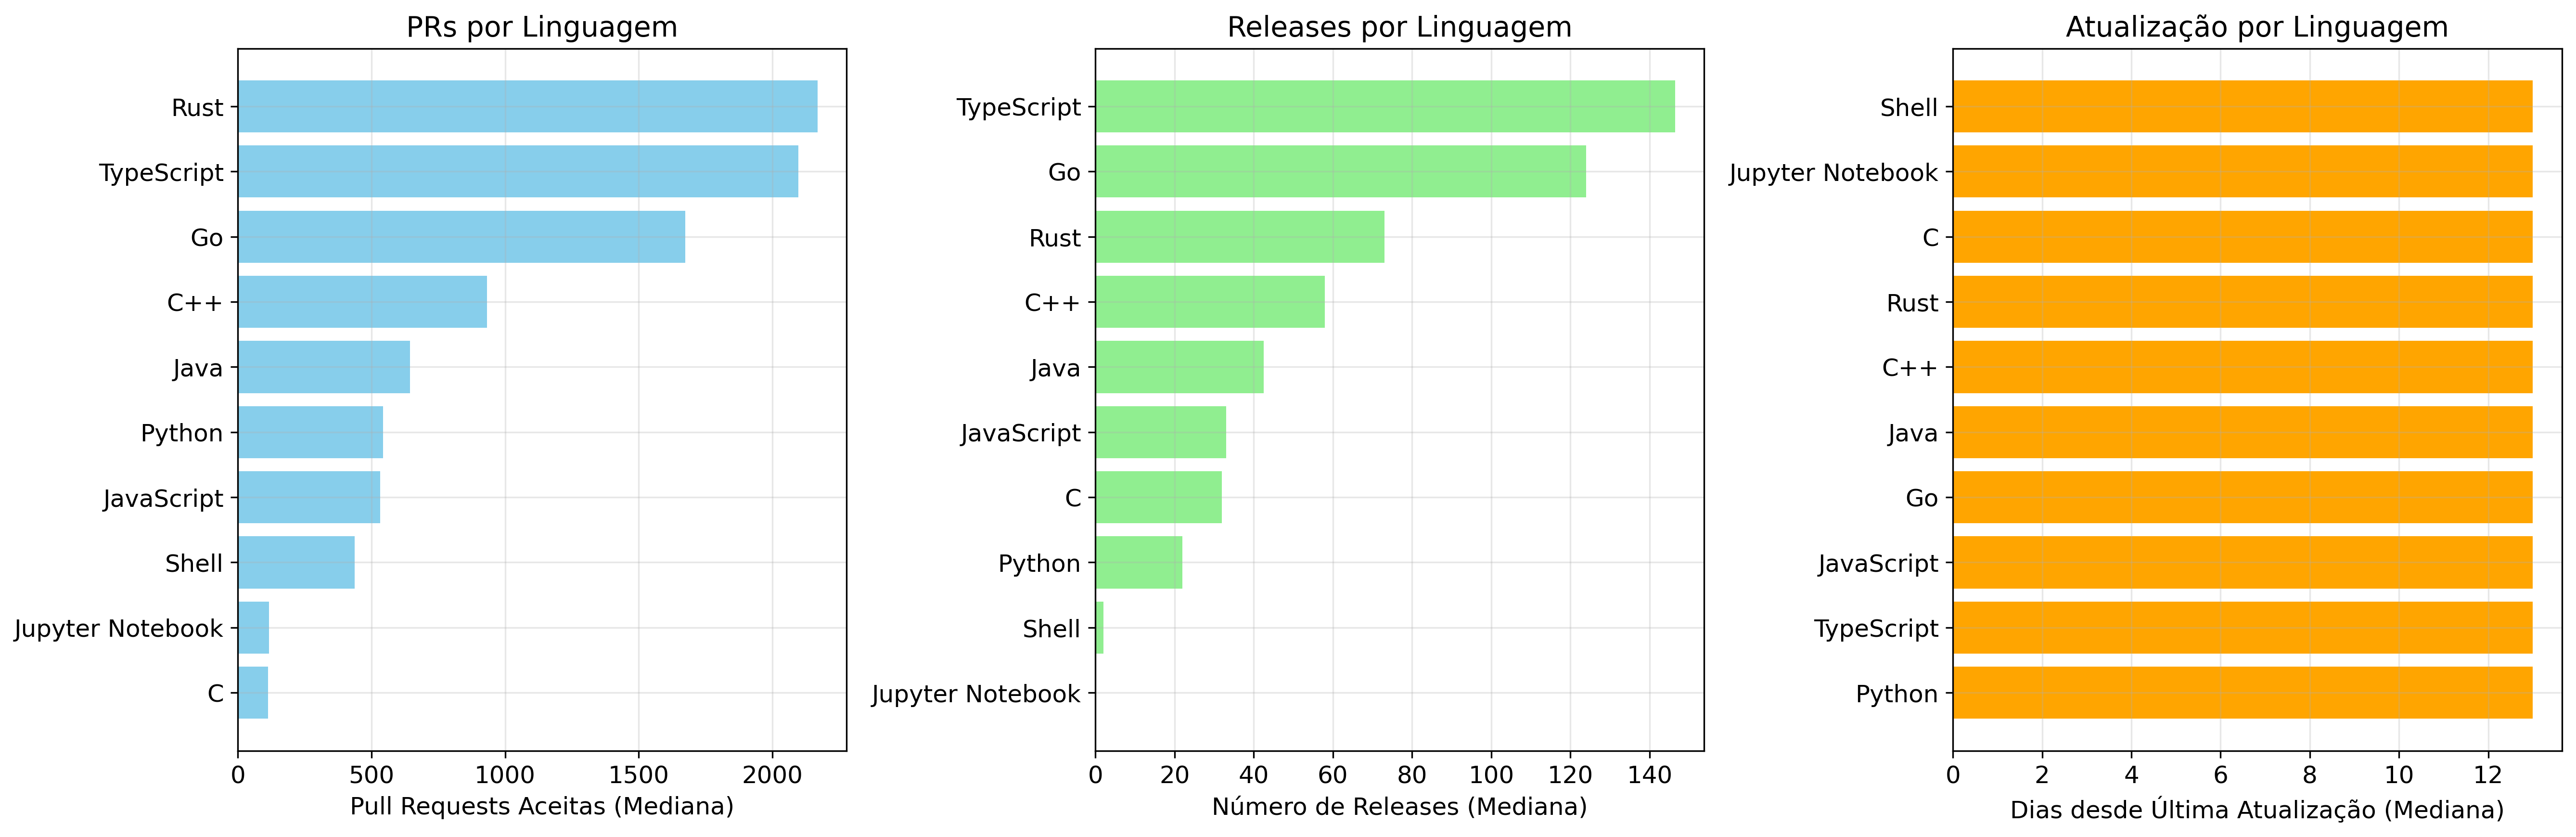 PRs por Linguagem
Rust
TypeScript
Go
C++
Java
Python
JavaScript
Shell
Jupyter Notebook
C
0 500 1000 1500 2000
Pull Requests Aceitas (Mediana)
Releases por Linguagem
TypeScript
Go
Rust
C++
Java
JavaScript
C
Python
Shell
Jupyter Notebook
0 20 40 60 80 100 120 140
Número de Releases (Mediana)
Atualização por Linguagem
Shell
Jupyter Notebook
C
Rust
C++
Java
Go
JavaScript
TypeScript
Python
0 2 4 6 8 10 12
Dias desde Última Atualização (Mediana)